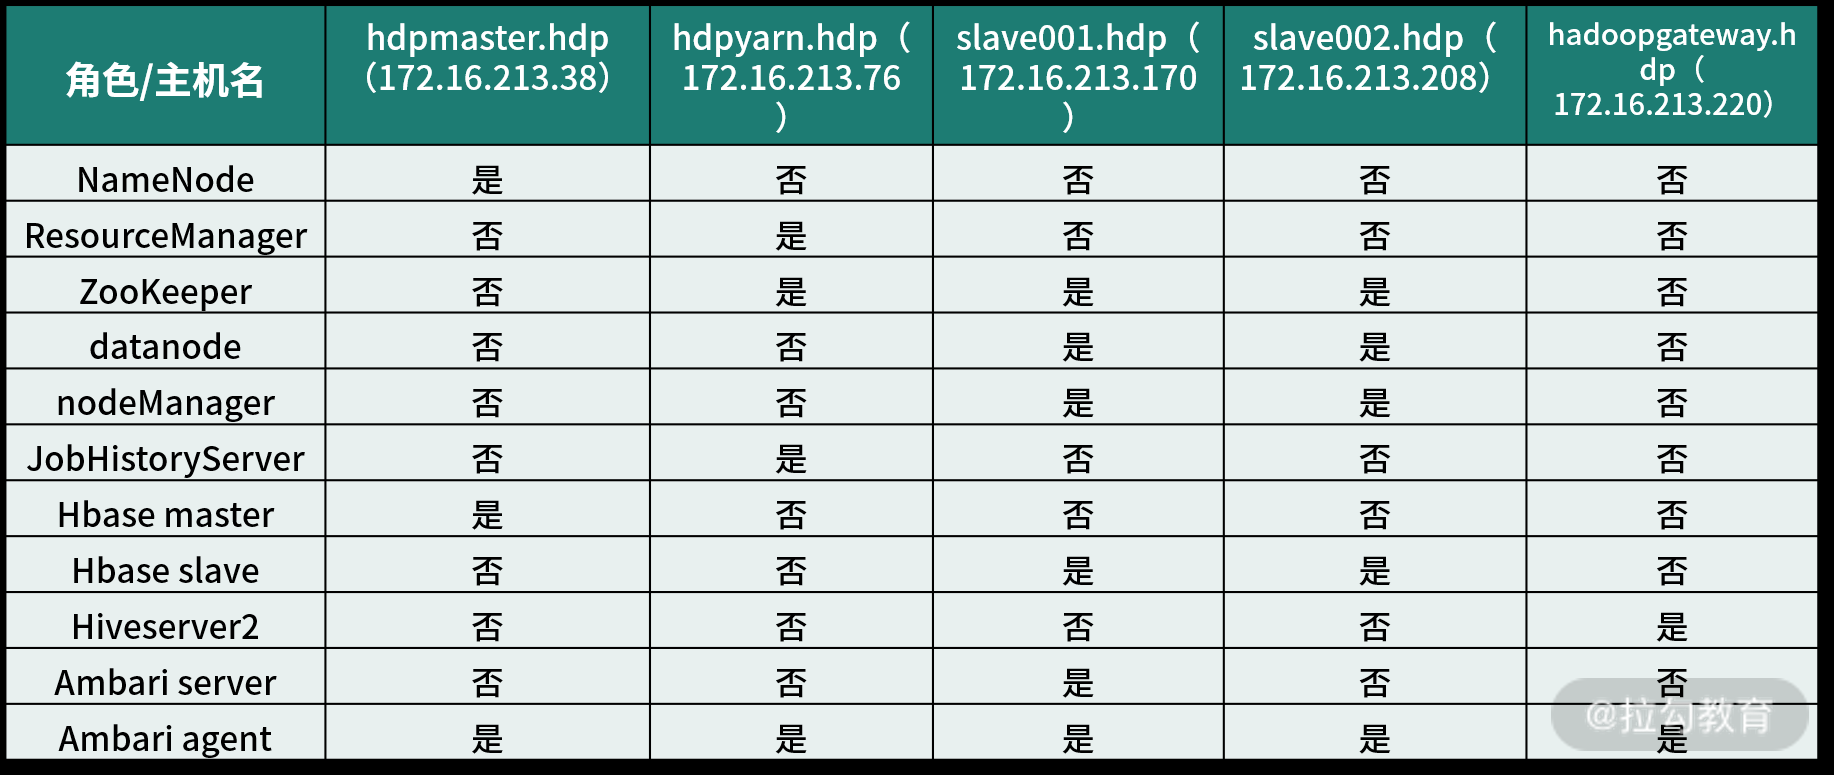 角色/主机名
hdpmaster.hdp
（172.16.213.38）
hdpyarn.hdp（
172.16.213.76
）
slave001.hdp（
172.16.213.170
）
slave002.hdp（
172.16.213.208）
hadoopgateway.h
dp（
172.16.213.220）
NameNode 是 否 否 否 否
ResourceManager 否 是 否 否 否
ZooKeeper 否 是 是 是 否
datanode 否 否 是 是 否
nodeManager 否 否 是 是 否
JobHistoryServer 否 是 否 否 否
Hbase master 是 否 否 否 否
Hbase slave 否 否 是 是 否
Hiveserver2 否 否 否 否 是
Ambari server 否 否 是 否 否
Ambari agent 是 是 是 是 是
@拉勾教育